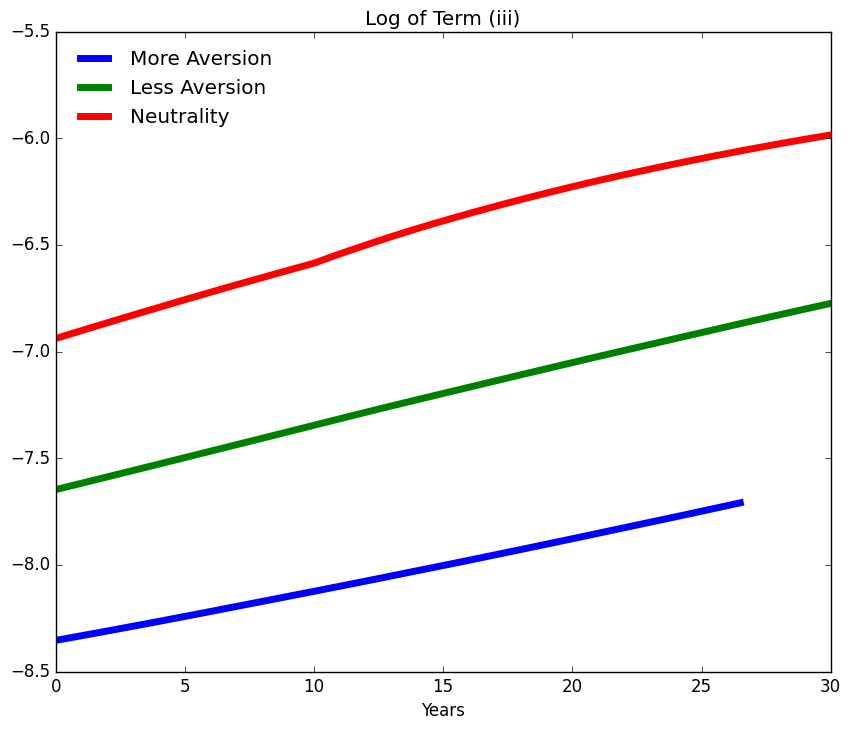 Log of Term (iii)
−5.5
More Aversion
Less Aversion
Neutrality
−6.0
−6.5
−7.0
−7.5
−8.0
−8.5
0 5 10 15 20 25 30
Years